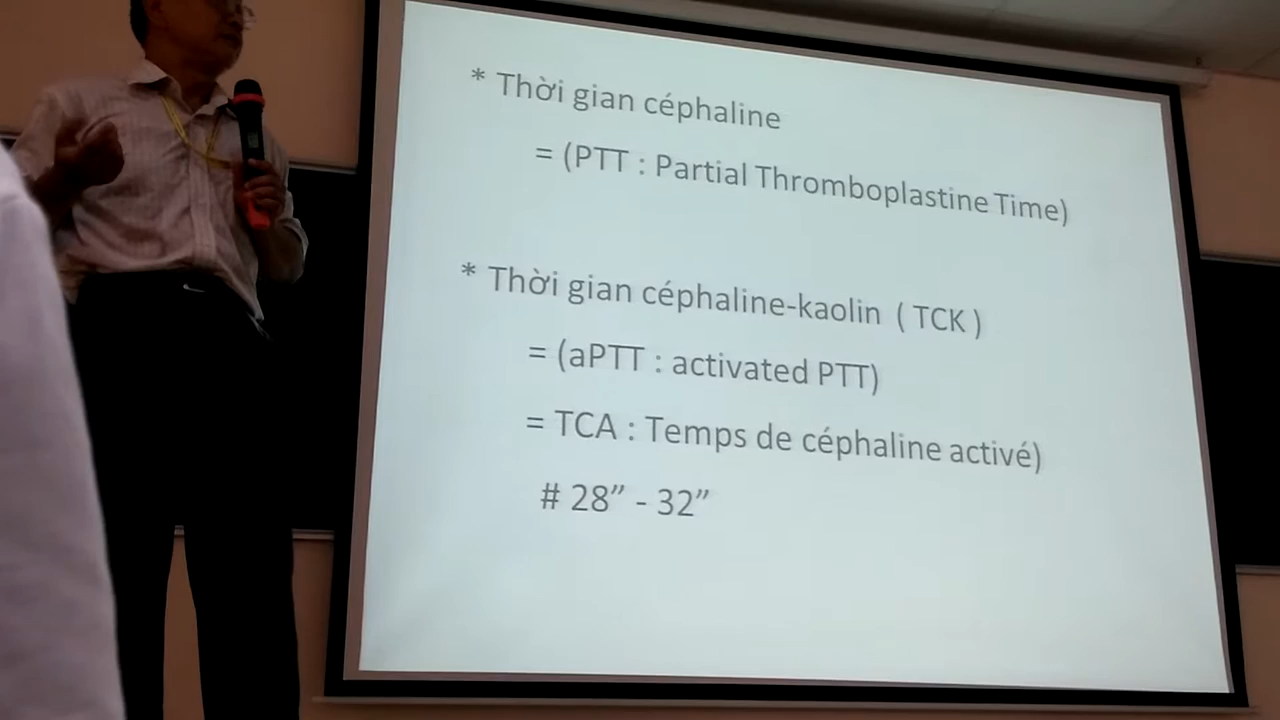 * Thời gian céphaline
= (PTT : Partial Thromboplastine Time)
* Thời gian céphaline-kaolin ( TCK )
= (aPTT : activated PTT)
= TCA : Temps de céphaline activé)
# 28” - 32”